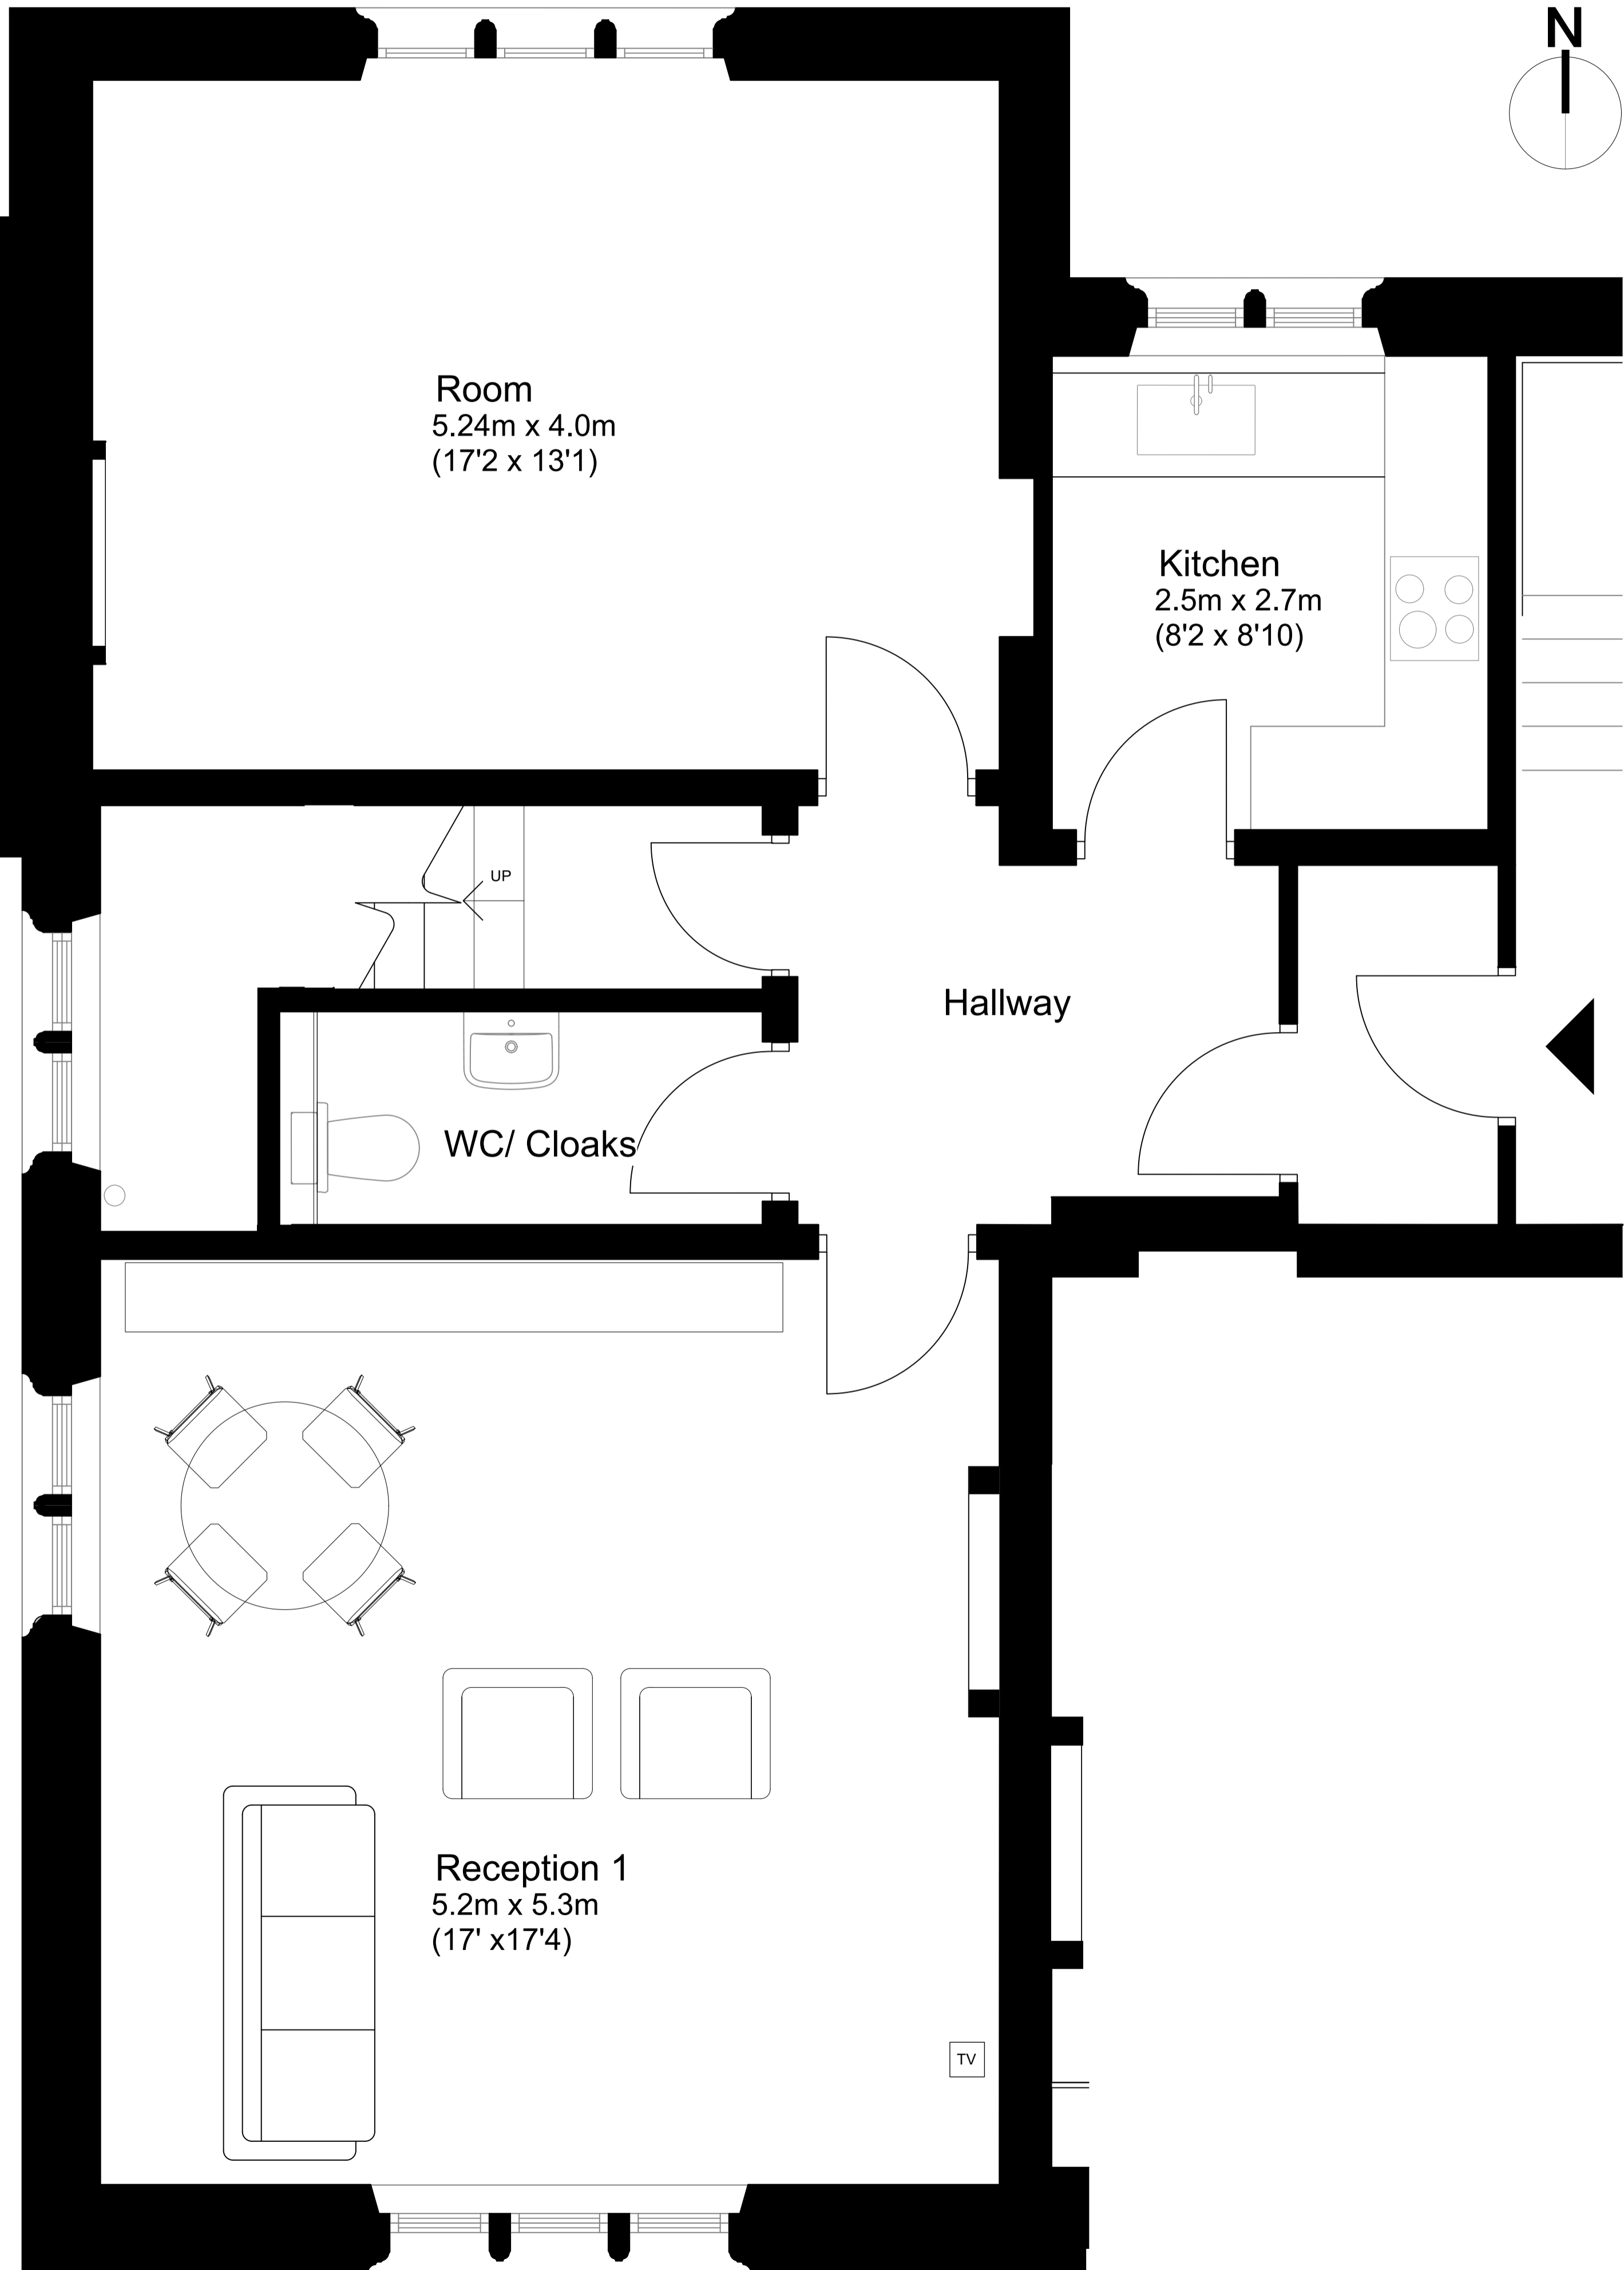 N
Room
5.24m x 4.0m
(17'2 x 13'1)
Kitchen
2.5m x 2.7m
(8'2 x 8'10)
UP
Hallway
WC/ Cloaks
Reception 1
5.2m x 5.3m
(17' x17'4)
TV